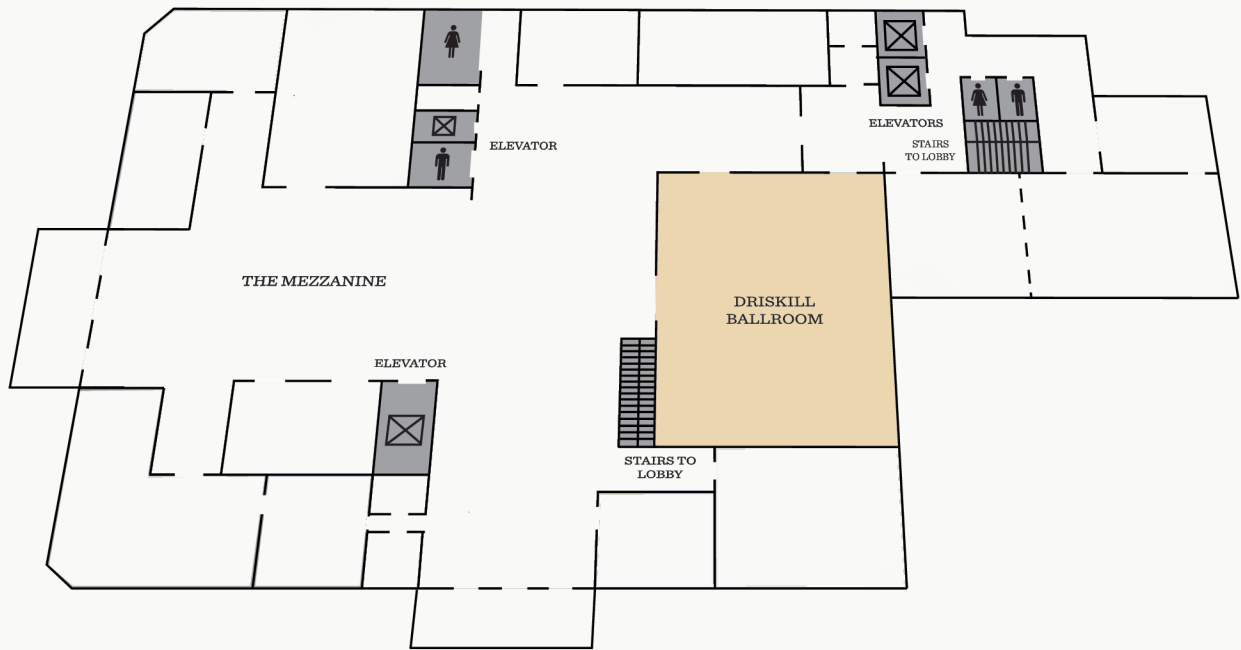 ELEVATORS
ELEVATOR
STAIRS
TO LOBBY
THE MEZZANINE
DRISKILL
BALLROOM
ELEVATOR
STAIRS TO
LOBBY